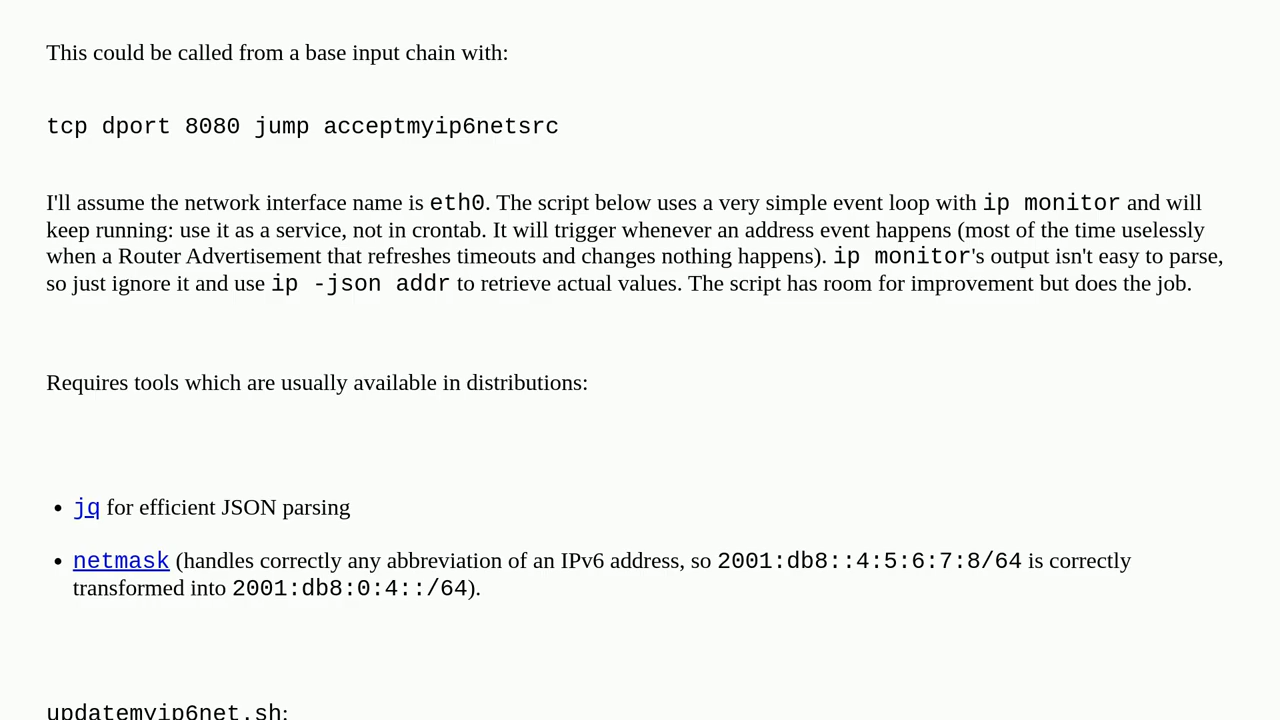 This could be called from a base input chain with:
tcp dport 8080 jump acceptmyip6netsrc
I'll assume the network interface name is eth0. The script below uses a very simple event loop with ip monitor and will
keep running: use it as a service, not in crontab. It will trigger whenever an address event happens (most of the time uselessly
when a Router Advertisement that refreshes timeouts and changes nothing happens). ip monitor's output isn't easy to parse,
so just ignore it and use ip -json addr to retrieve actual values. The script has room for improvement but does the job.
Requires tools which are usually available in distributions:
• jq for efficient JSON parsing
• netmask (handles correctly any abbreviation of an IPv6 address, so 2001:db8::4:5:6:7:8/64 is correctly
transformed into 2001:db8:0:4::/64).
updatemyip6net.sh: